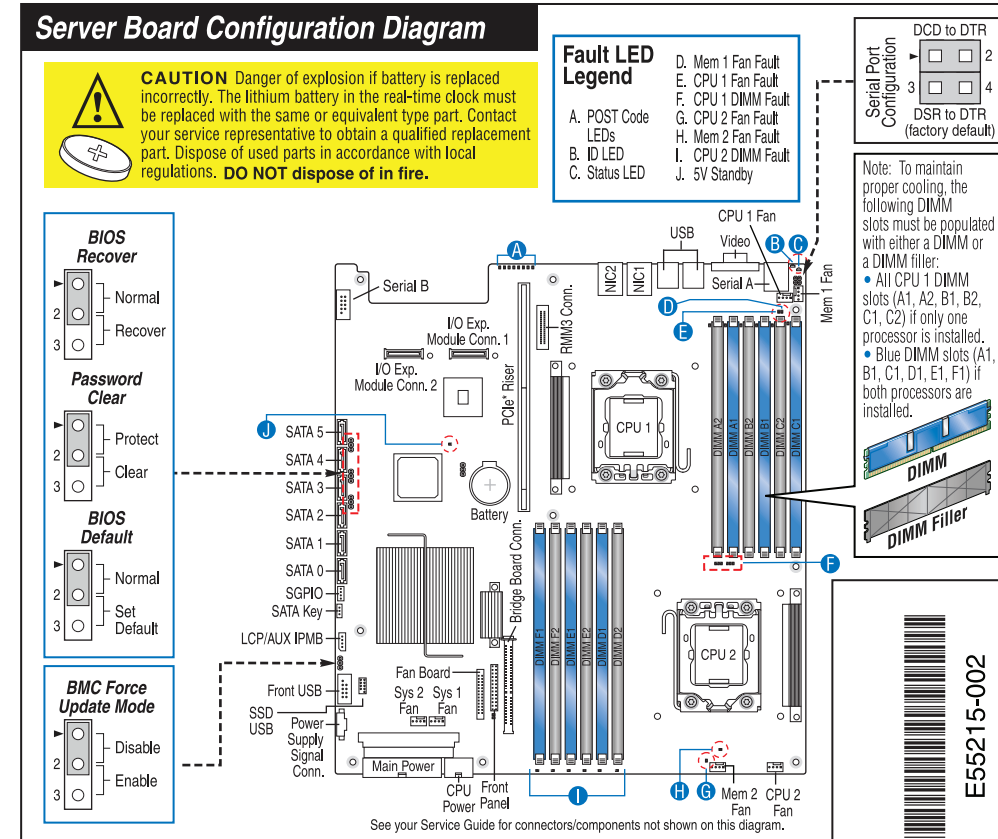 Server Board Configuration Diagram
CAUTION Danger of explosion if battery is replaced
incorrectly. The lithium battery in the real-time clock must
be replaced with the same or equivalent type part. Contact
your service representative to obtain a qualified replacement
part. Dispose of used parts in accordance with local
regulations. DO NOT dispose of in fire.
Fault LED
Legend
A. POST Code
LEDs
B. ID LED
C. Status LED
D. Mem 1 Fan Fault
E. CPU 1 Fan Fault
F. CPU 1 DIMM Fault
G. CPU 2 Fan Fault
H. Mem 2 Fan Fault
I. CPU 2 DIMM Fault
J. 5V Standby
Serial Port
Configuration
DCD to DTR
2
3
4
DSR to DTR
(factory default)
Note: To maintain
proper cooling, the
following DIMM
slots must be populated
with either a DIMM or
a DIMM filler:
• All CPU 1 DIMM
slots (A1, A2, B1, B2,
C1, C2) if only one
processor is installed.
• Blue DIMM slots (A1,
B1, C1, D1, E1, F1) if
both processors are
installed.
DIMM
DIMM Filler
BIOS
Recover
2
3
Normal
Recover
Password
Clear
2
3
Protect
Clear
BIOS
Default
2
3
Normal
Set
Default
BMC Force
Update Mode
2
3
Disable
Enable
A
Serial B
NIC2
NIC1
USB
Video
CPU 1 Fan
B
C
Serial A
Mem 1 Fan
D
E
I/O Exp.
Module Conn. 1
I/O Exp.
Module Conn. 2
RMM3 Conn.
PCIe* Riser
J
SATA 5
SATA 4
SATA 3
SATA 2
SATA 1
SATA 0
SGPIO
SATA Key
LCP/AUX IPMB
Front USB
SSD
USB
Power
Supply
Signal
Conn.
Battery
CPU 1
DIMM A2
DIMM A1
DIMM B2
DIMM B1
DIMM C2
DIMM C1
F
Bridge Board Conn.
DIMM F1
DIMM F2
DIMM E1
DIMM E2
DIMM D1
DIMM D2
CPU 2
Fan Board
Sys 2
Fan
Sys 1
Fan
Main Power
CPU
Power
Front
Panel
I
H
G
Mem 2
Fan
CPU 2
Fan
See your Service Guide for connectors/components not shown on this diagram.
E55215-002